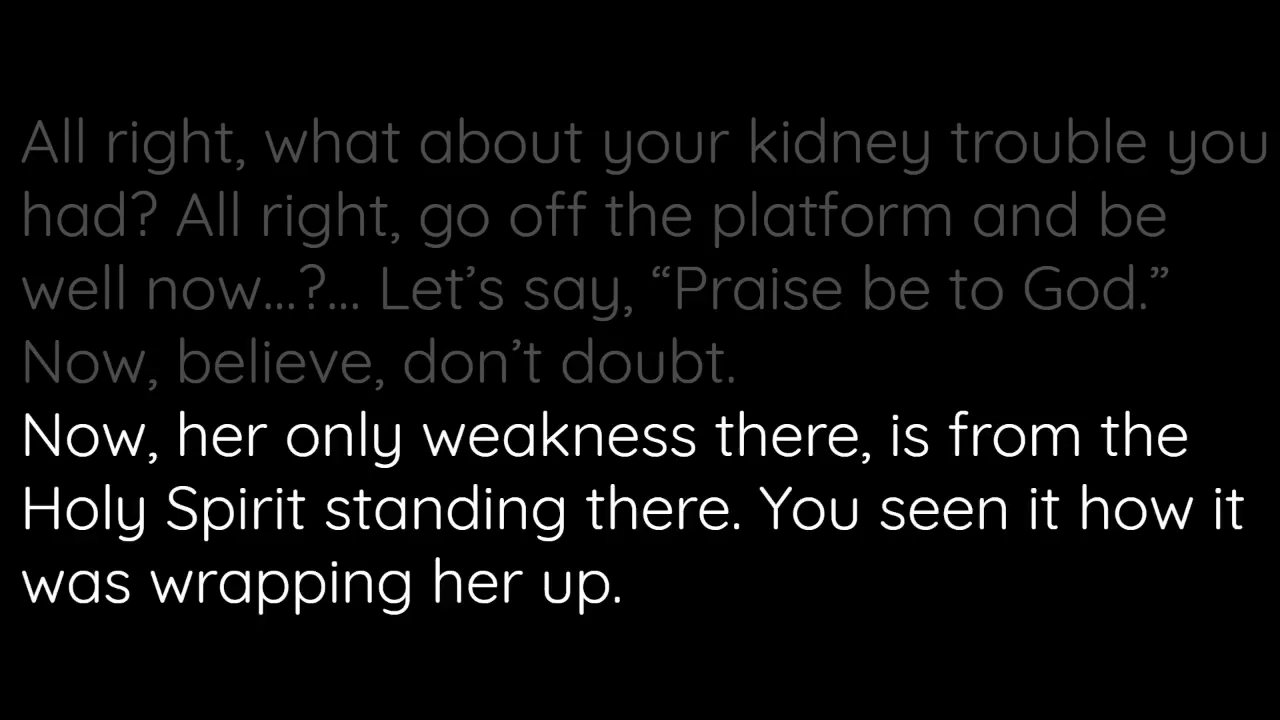 All right, what about your kidney trouble you
had? All right, go off the platform and be
well now...?... Let’s say, “Praise be to God.”
Now, believe, don’t doubt.
Now, her only weakness there, is from the
Holy Spirit standing there. You seen it how it
was wrapping her up.